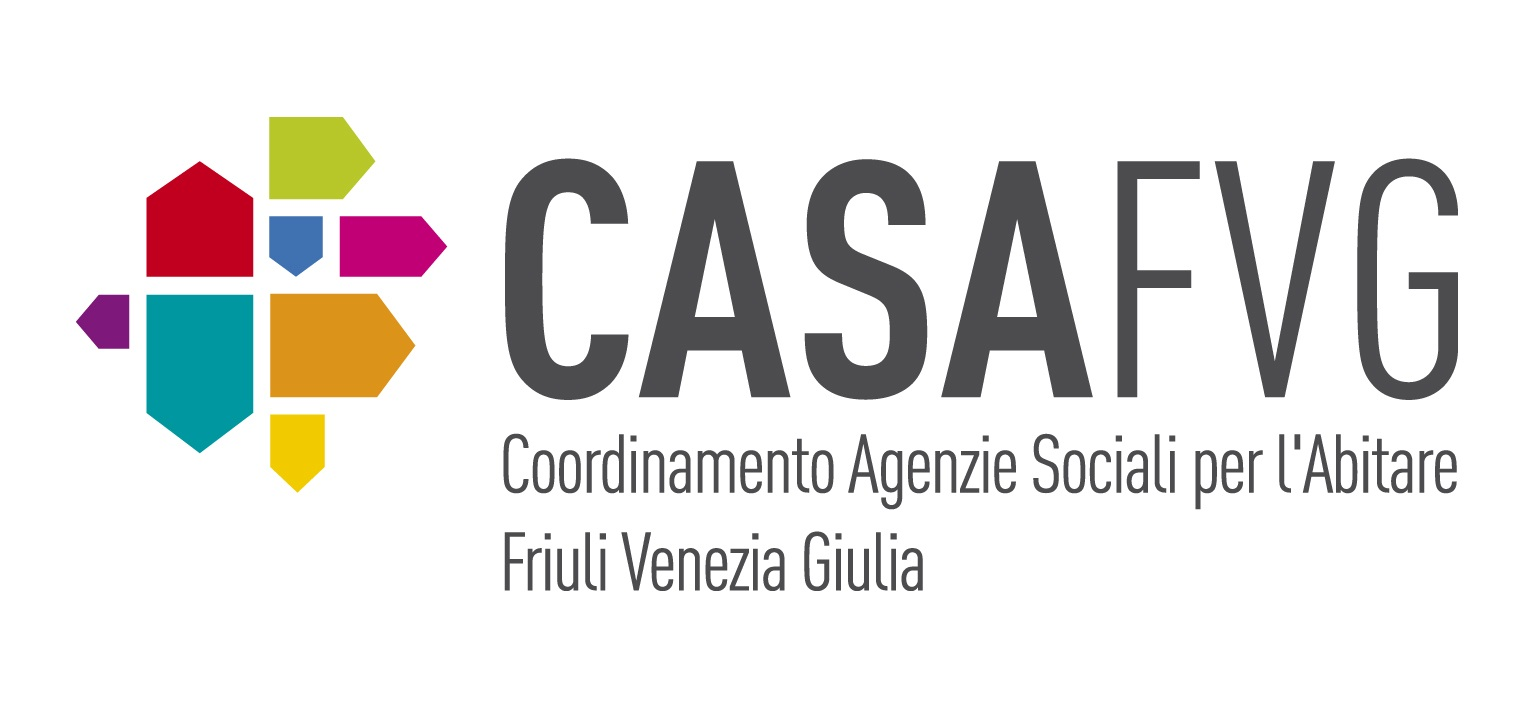 CASAFVG
Coordinamento Agenzie Sociali per l'Abitare
Friuli Venezia Giulia